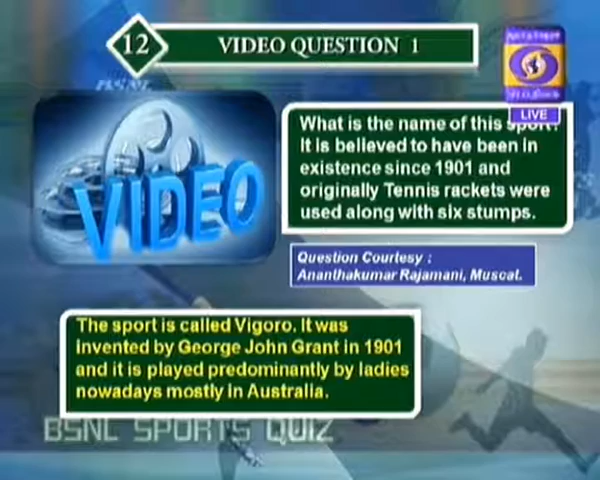 12
VIDEO QUESTION 1
BSNL
LIVE
What is the name of this sport?
It is believed to have been in
existence since 1901 and
originally Tennis rackets were
used along with six stumps.
VIDEO
Question Courtesy :
Ananthakumar Rajamani, Muscat.
The sport is called Vigoro. It was
invented by George John Grant in 1901
and it is played predominantly by ladies
nowadays mostly in Australia.
BSNL SPORTS QUIZ